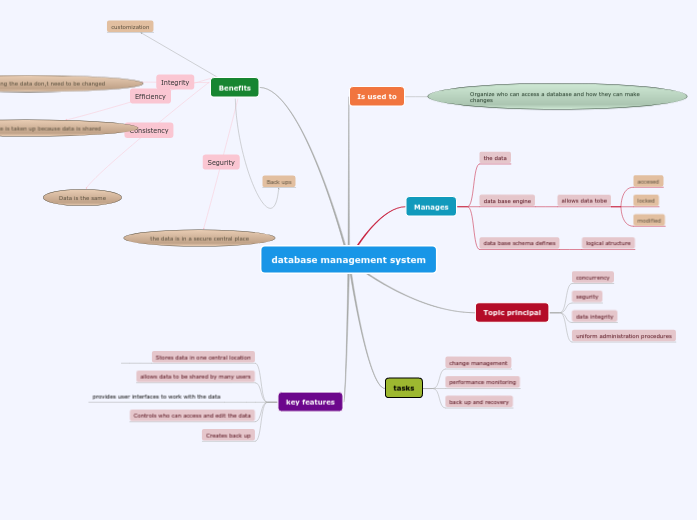 customization
ng the data don,t need to be changed
Integrity
Efficiency
Benefits
Is used to
Organize who can access a database and how they can make
changes
e is taken up because data is shared
Consistency
Segurity
Back ups
Data is the same
the data is in a secure central place
the data
Manages
data base engine
allows data tobe
accesed
locked
modified
data base schema defines
logical structure
database management system
Topic principal
concurrency
segurity
data integrity
uniform administration procedures
tasks
change management
performance monitoring
back up and recovery
key features
Stores data in one central location
allows data to be shared by many users
provides user interfaces to work with the data
Controls who can access and edit the data
Creates back up